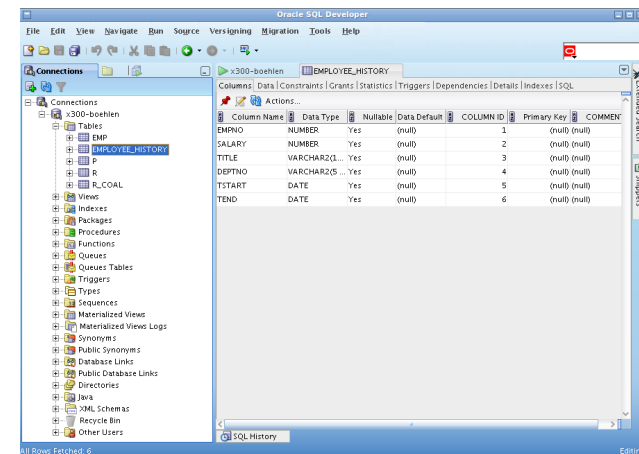 Oracle SQL Developer
File Edit View Navigate Run Source Versigning Migration Tools Help
Connections
x300-boehlen EMPLOYEE_HISTORY
Columns Data Constraints Grants Statistics Triggers Dependencies Details Indexes SQL
Actions...
Column Name Data Type Nullable Data Default COLUMN ID Primary Key COMMEN
EMPNO NUMBER Yes (null) 1 (null) (null)
SALARY NUMBER Yes (null) 2 (null) (null)
TITLE VARCHAR2(1... Yes (null) 3 (null) (null)
DEPTNO VARCHAR2(5 ... Yes (null) 4 (null) (null)
TSTART DATE Yes (null) 5 (null) (null)
TEND DATE Yes (null) 6 (null) (null)
Connections
x300-boehlen
Tables
EMP
EMPLOYEE_HISTORY
P
R
R_COAL
Views
Indexes
Packages
Procedures
Functions
Queues
Queues Tables
Triggers
Types
Sequences
Materialized Views
Materialized Views Logs
Synonyms
Public Synonyms
Database Links
Public Database Links
Directories
Java
XML Schemas
Recycle Bin
Other Users
SQL History
All Rows Fetched: 6
Editin
Snippets